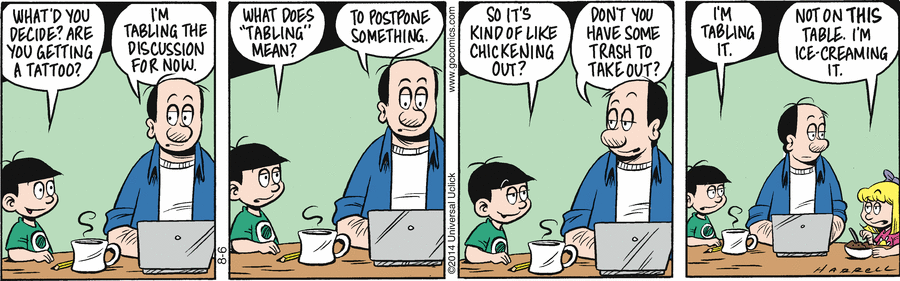 WHAT'D YOU
DECIDE? ARE
YOU GETTING
A TATTOO?
I'M
TABLING THE
DISCUSSION
FOR NOW.
8-6
WHAT DOES
"TABLING"
MEAN?
TO POSTPONE
SOMETHING.
www.gocomics.com
©2014 Universal Uclick
SO IT'S
KIND OF LIKE
CHICKENING
OUT?
DON'T YOU
HAVE SOME
TRASH TO
TAKE OUT?
I'M
TABLING
IT.
NOT ON THIS
TABLE. I'M
ICE-CREAMING
IT.
HARRELL